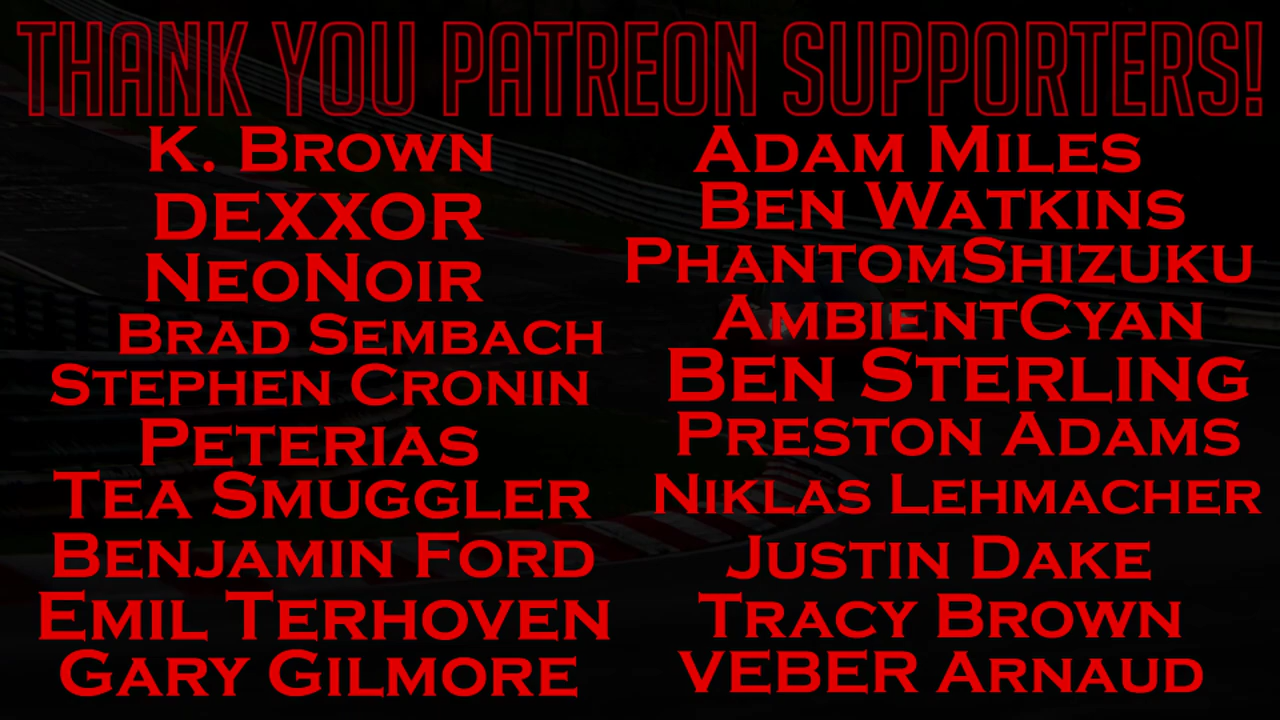 THANK YOU PATREON SUPPORTERS!
K. Brown
DEXXOR
NeoNoir
Brad Sembach
Stephen Cronin
Peterias
Tea Smuggler
Benjamin Ford
Emil Terhoven
Gary Gilmore
Adam Miles
Ben Watkins
PhantomShizuku
AmbientCyan
Ben Sterling
Preston Adams
Niklas Lehmacher
Justin Dake
Tracy Brown
VEBER Arnaud